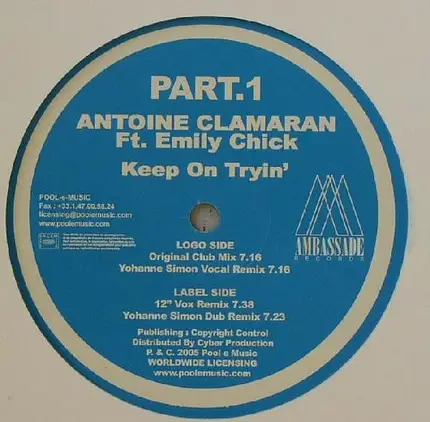 PART.1
ANTOINE CLAMARAN
Ft. Emily Chick
Keep On Tryin'
POOL-e-MUSIC
Fax : +33.1.47.00.58.24
licensing@poolemusic.com
www.poolemusic.com
AMBASSADE
RECORDS
LOGO SIDE
Original Club Mix 7.16
Yohanne Simon Vocal Remix 7.16
LABEL SIDE
12" Vox Remix 7.38
Yohanne Simon Dub Remix 7.23
Publishing : Copyright Control
Distributed By Cyber Production
P. & C. 2005 Pool e Music
WORLDWIDE LICENSING
www.poolemusic.com